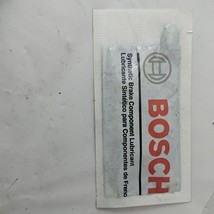 BOSCH
Synthetic Brake Component Lubricant
Lubricante Sintético para Componentes de Freno